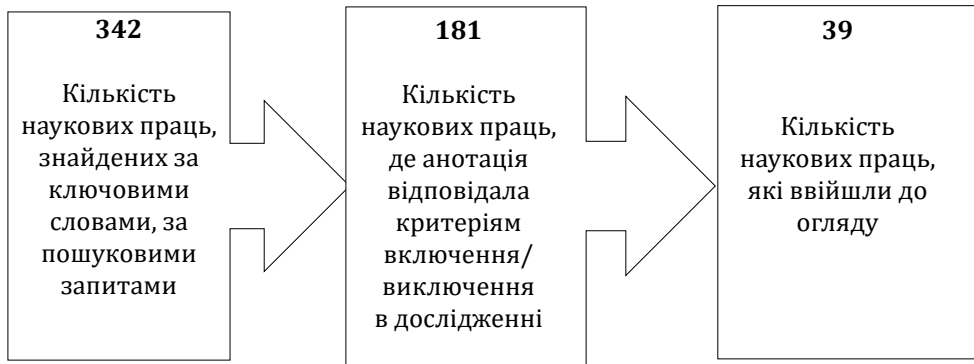 342
Кількість
наукових праць,
знайдених за
ключовими
словами, за
пошуковими
запитами
181
Кількість
наукових праць,
де анотація
відповідала
критеріям
включення/
виключення
в дослідженні
39
Кількість
наукових праць,
які ввійшли до
огляду